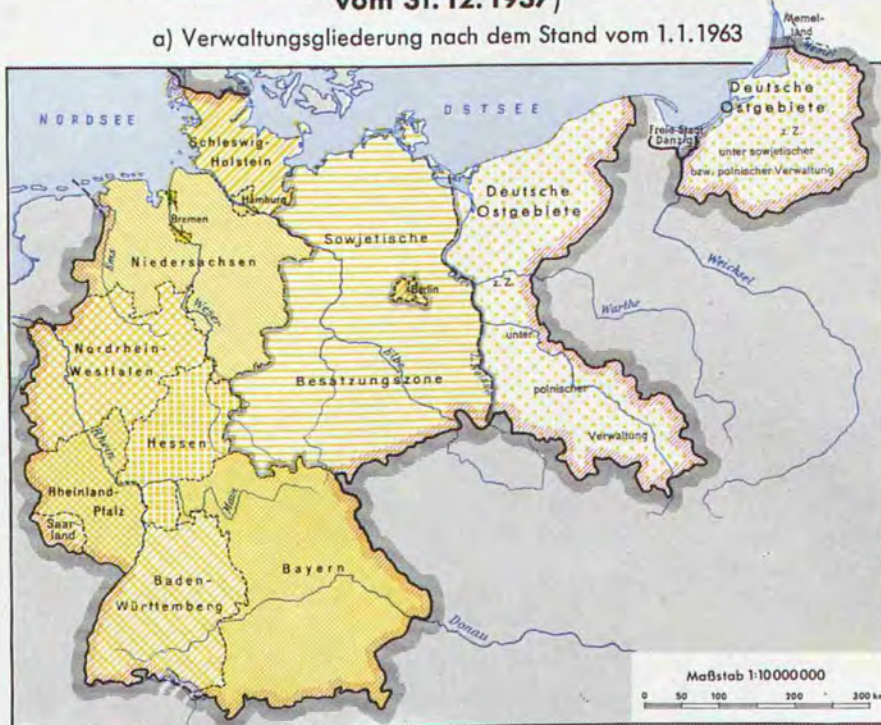 vom 31.12.1937)
a) Verwaltungsgliederung nach dem Stand vom 1.1.1963
Memel-
land
Memel
NORDSEE
OSTSEE
Deutsche
Ostgebiete
z. Z.
unter sowjetischer
bzw. polnischer Verwaltung
Freie Stadt
Danzig
Schleswig-
Holstein
Hamburg
Bremen
Niedersachsen
Ems
Weser
Sowjetische
Besatzungszone
Berlin
Elbe
Oder
Deutsche
Ostgebiete
z. Z.
unter
polnischer
Verwaltung
Weichsel
Warthe
Nordrhein-
Westfalen
Hessen
Rhein
Rheinland-
Pfalz
Saar-
land
Main
Baden-
Württemberg
Bayern
Donau
Maßstab 1:10000000
0 50 100 200 300 km